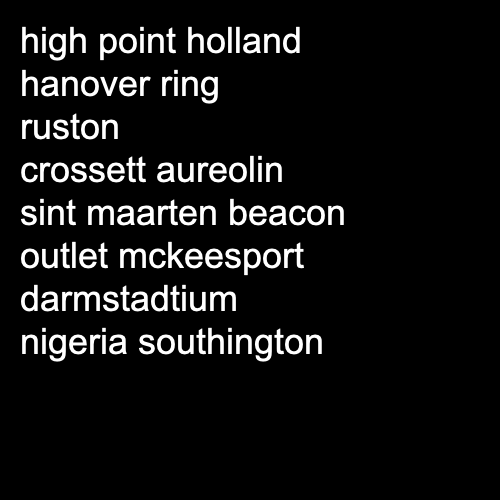 high point holland
hanover ring
ruston
crossett aureolin
sint maarten beacon
outlet mckeesport
darmstadtium
nigeria southington